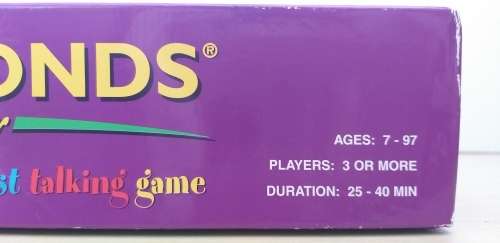 ONDS®
r
st talking game
AGES: 7 - 97
PLAYERS: 3 OR MORE
DURATION: 25 - 40 MIN